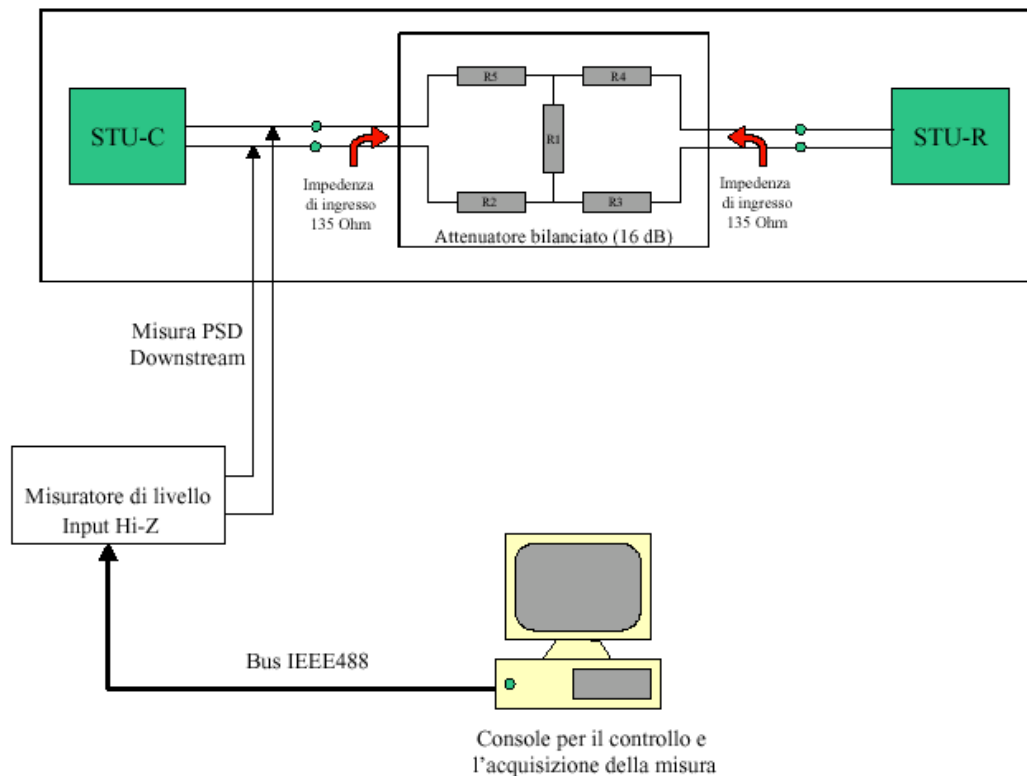 R5
R4
STU-C
R1
STU-R
Impedenza
di ingresso
135 Ohm
R2
R3
Impedenza
di ingresso
135 Ohm
Attenuatore bilanciato (16 dB)
Misura PSD
Downstream
Misuratore di livello
Input Hi-Z
Bus IEEE488
Console per il controllo e
l'acquisizione della misura